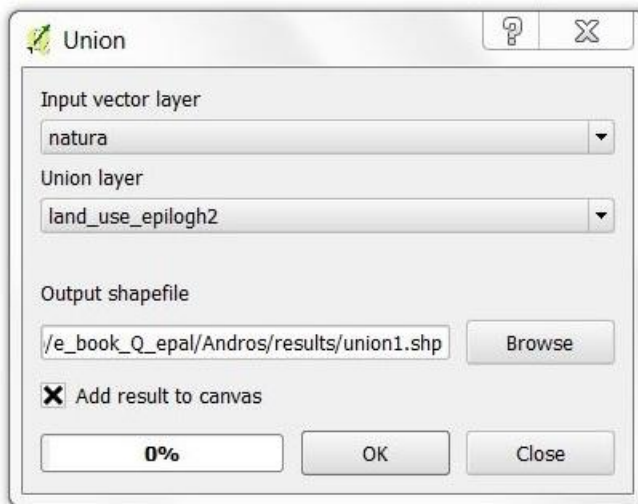 Union
Input vector layer
natura
Union layer
land_use_epilogh2
Output shapefile
/e_book_Q_epal/Andros/results/union1.shp Browse
Add result to canvas
0% OK Close